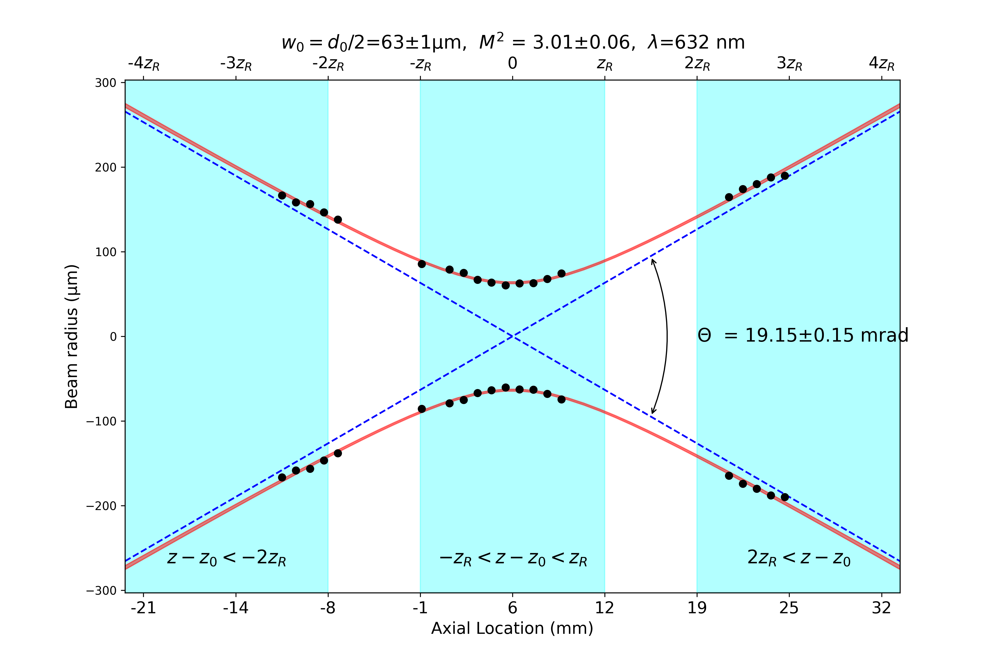 w₀ = d₀/2=63±1μm, M² = 3.01±0.06, λ=632 nm
-4z_R -3z_R -2z_R -z_R 0 z_R 2z_R 3z_R 4z_R
300
200
100
0
−100
−200
−300
Beam radius (μm)
Θ = 19.15±0.15 mrad
z − z₀ < −2z_R
−z_R < z − z₀ < z_R
2z_R < z − z₀
-21 -14 -8 -1 6 12 19 25 32
Axial Location (mm)